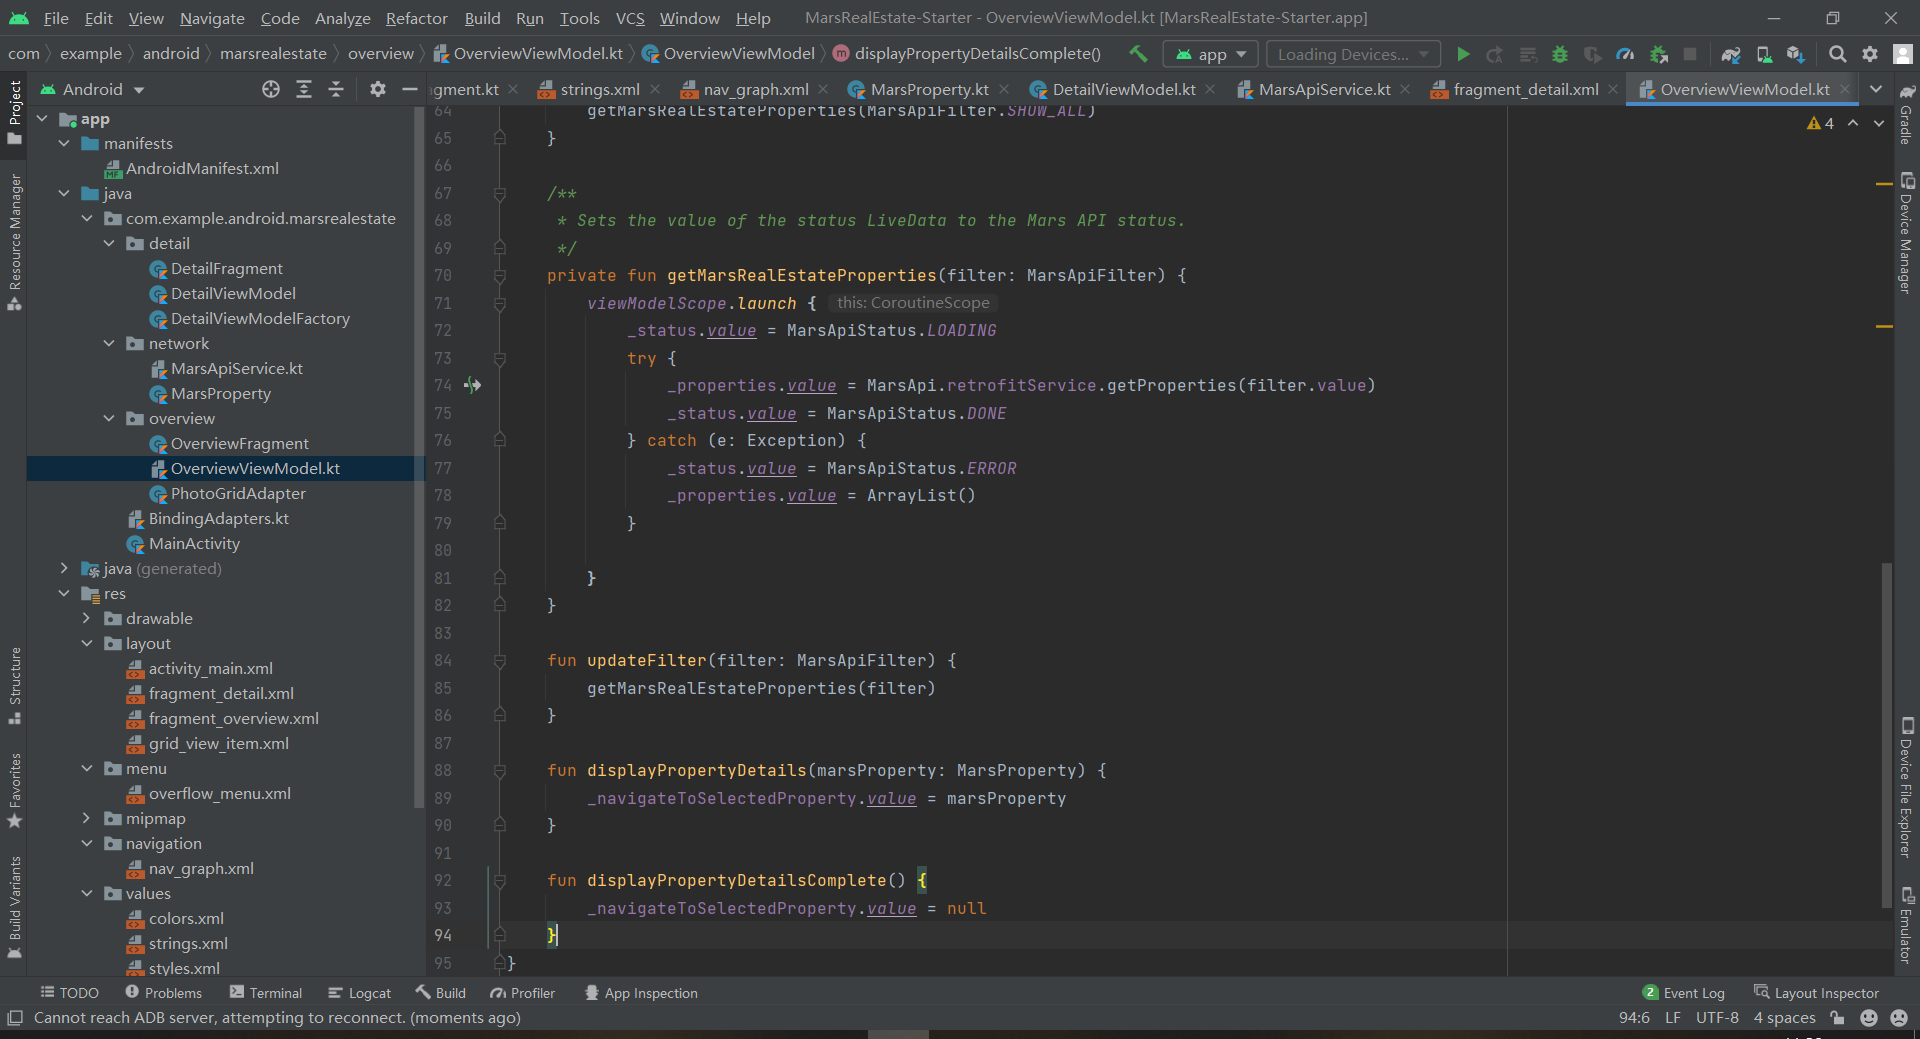 File Edit View Navigate Code Analyze Refactor Build Run Tools VCS Window Help MarsRealEstate-Starter - OverviewViewModel.kt [MarsRealEstate-Starter.app]
com example android marsrealestate overview OverviewViewModel.kt OverviewViewModel displayPropertyDetailsComplete() app Loading Devices...
Android
agment.kt strings.xml nav_graph.xml MarsProperty.kt DetailViewModel.kt MarsApiService.kt fragment_detail.xml OverviewViewModel.kt
Project
Resource Manager
Structure
Favorites
Build Variants
app
manifests
AndroidManifest.xml
java
com.example.android.marsrealestate
detail
DetailFragment
DetailViewModel
DetailViewModelFactory
network
MarsApiService.kt
MarsProperty
overview
OverviewFragment
OverviewViewModel.kt
PhotoGridAdapter
BindingAdapters.kt
MainActivity
java (generated)
res
drawable
layout
activity_main.xml
fragment_detail.xml
fragment_overview.xml
grid_view_item.xml
menu
overflow_menu.xml
mipmap
navigation
nav_graph.xml
values
colors.xml
strings.xml
styles.xml
64 getMarsRealEstateProperties(MarsApiFilter.SHOW_ALL)
65 }
66
67 /**
68 * Sets the value of the status LiveData to the Mars API status.
69 */
70 private fun getMarsRealEstateProperties(filter: MarsApiFilter) {
71 viewModelScope.launch { this: CoroutineScope
72 _status.value = MarsApiStatus.LOADING
73 try {
74 _properties.value = MarsApi.retrofitService.getProperties(filter.value)
75 _status.value = MarsApiStatus.DONE
76 } catch (e: Exception) {
77 _status.value = MarsApiStatus.ERROR
78 _properties.value = ArrayList()
79 }
80
81 }
82 }
83
84 fun updateFilter(filter: MarsApiFilter) {
85 getMarsRealEstateProperties(filter)
86 }
87
88 fun displayPropertyDetails(marsProperty: MarsProperty) {
89 _navigateToSelectedProperty.value = marsProperty
90 }
91
92 fun displayPropertyDetailsComplete() {
93 _navigateToSelectedProperty.value = null
94 }
95 }
4
Gradle
Device Manager
Device File Explorer
Emulator
TODO Problems Terminal Logcat Build Profiler App Inspection 2 Event Log Layout Inspector
Cannot reach ADB server, attempting to reconnect. (moments ago) 94:6 LF UTF-8 4 spaces